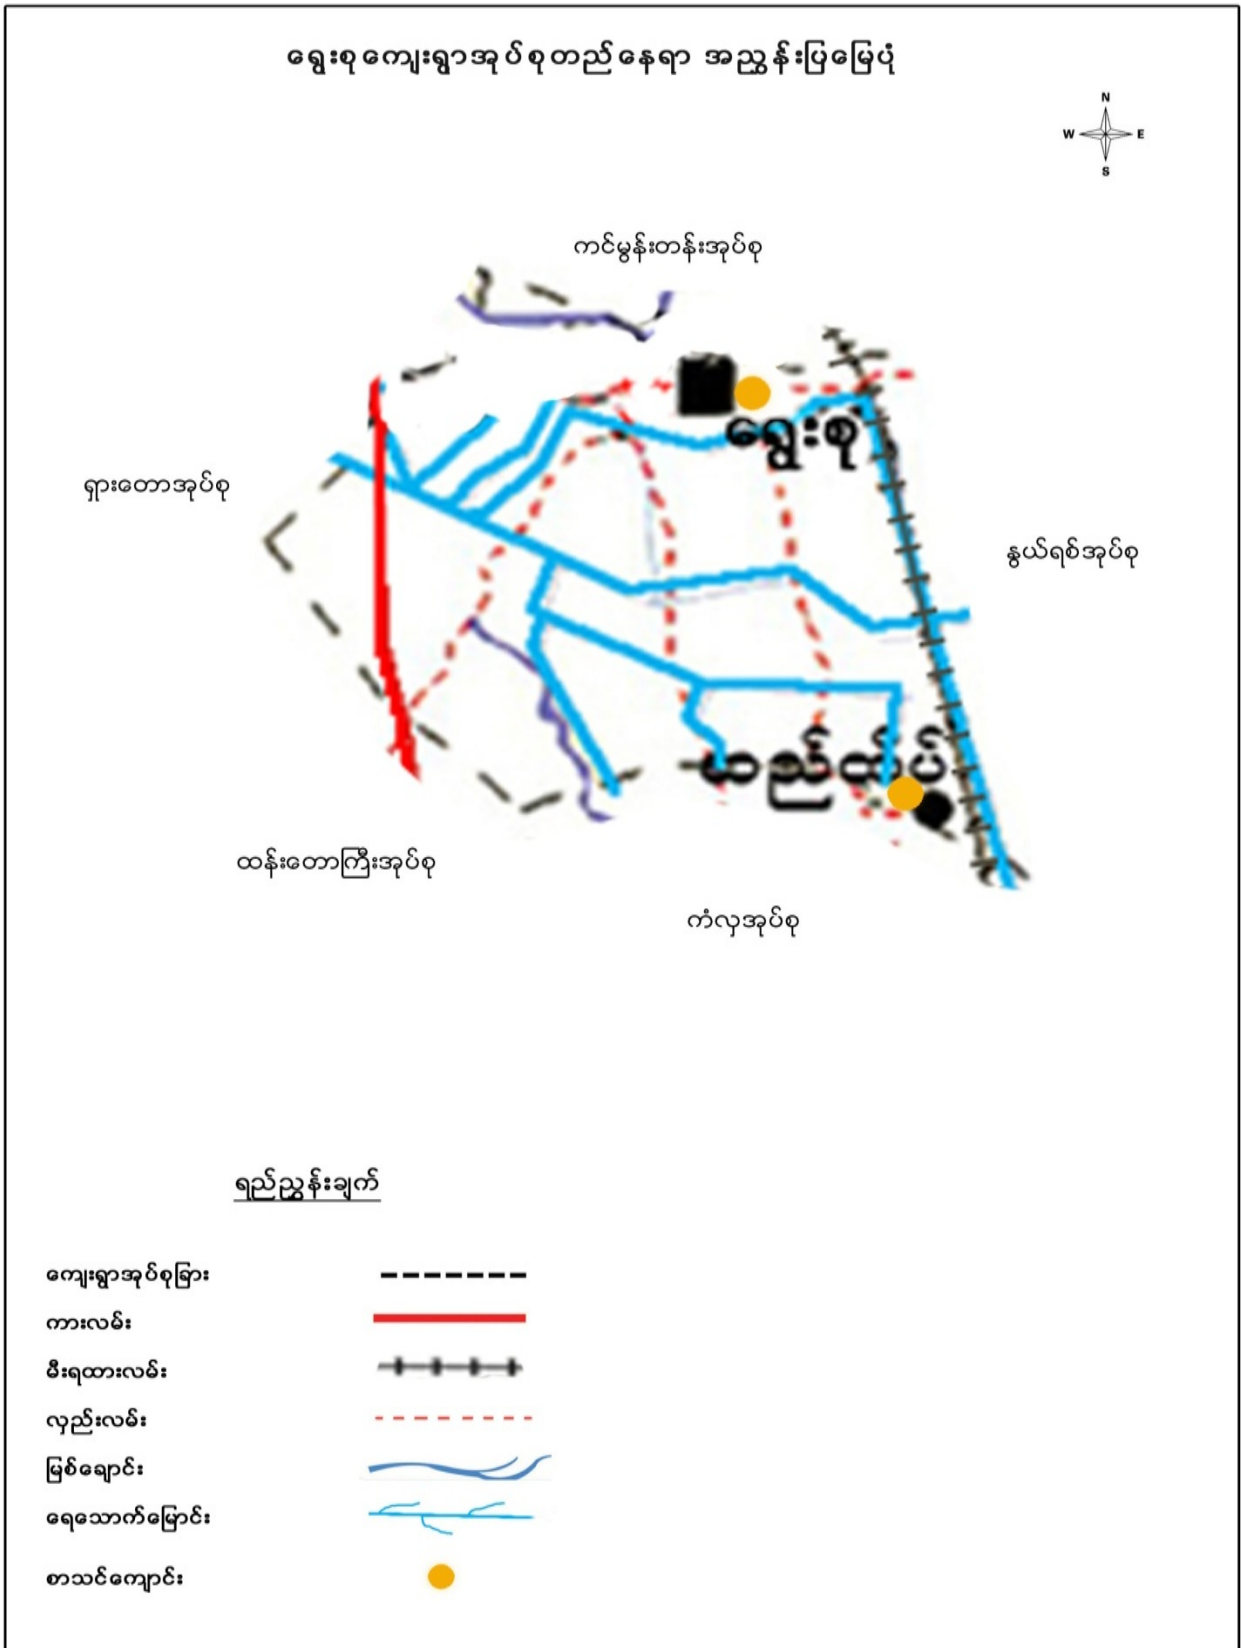 ရွေးစုကျေးရွာအုပ်စုတည်နေရာ အညွှန်းပြမြေပုံ
N
W E
S
ကင်မွန်းတန်းအုပ်စု
ရွေးစု
ရှားတောအုပ်စု
နွယ်ရစ်အုပ်စု
ထည်တုပ်
ထန်းတောကြီးအုပ်စု
ကံလှအုပ်စု
ရည်ညွှန်းချက်
ကျေးရွာအုပ်စုခြား
ကားလမ်း
မီးရထားလမ်း
လှည်းလမ်း
မြစ်ချောင်း
ရေသောက်မြောင်း
စာသင်ကျောင်း